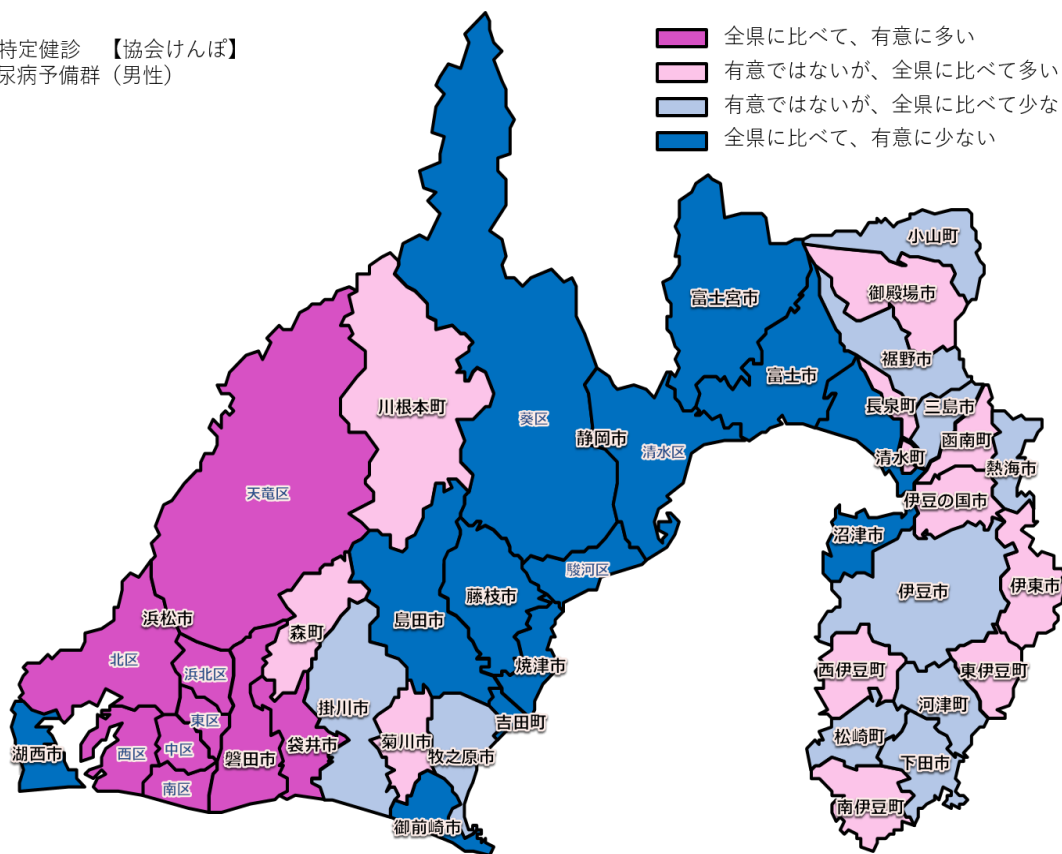 特定健診 【協会けんぽ】
尿病予備群（男性）
全県に比べて、有意に多い
有意ではないが、全県に比べて多い
有意ではないが、全県に比べて少な
全県に比べて、有意に少ない
小山町
御殿場市
富士宮市
裾野市
富士市
長泉町
三島市
川根本町
葵区
静岡市
清水区
函南町
清水町
熱海市
天竜区
伊豆の国市
沼津市
駿河区
伊東市
伊豆市
藤枝市
島田市
浜松市
森町
北区
浜北区
焼津市
西伊豆町
東伊豆町
掛川市
河津町
東区
吉田町
湖西市
西区
中区
磐田市
袋井市
菊川市
牧之原市
松崎町
下田市
南区
南伊豆町
御前崎市